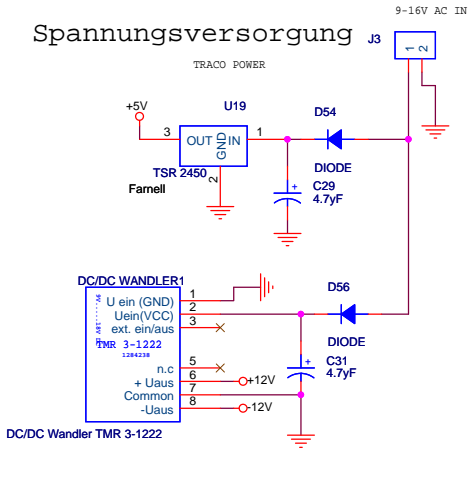 9-16V AC IN
Spannungsversorgung
J3
1 2
TRACO POWER
+5V
U19
D54
3
OUT IN
GND
1
2
TSR 2450
DIODE
Farnell
C29
4.7yF
+
DC/DC WANDLER1
D56
1
U ein (GND)
2
Uein(VCC)
3
ext. ein/aus
TMR 3-1222
1284238
DIODE
C31
4.7yF
+
5
n.c
6
+ Uaus
+12V
7
Common
8
-Uaus
-12V
DC/DC Wandler TMR 3-1222